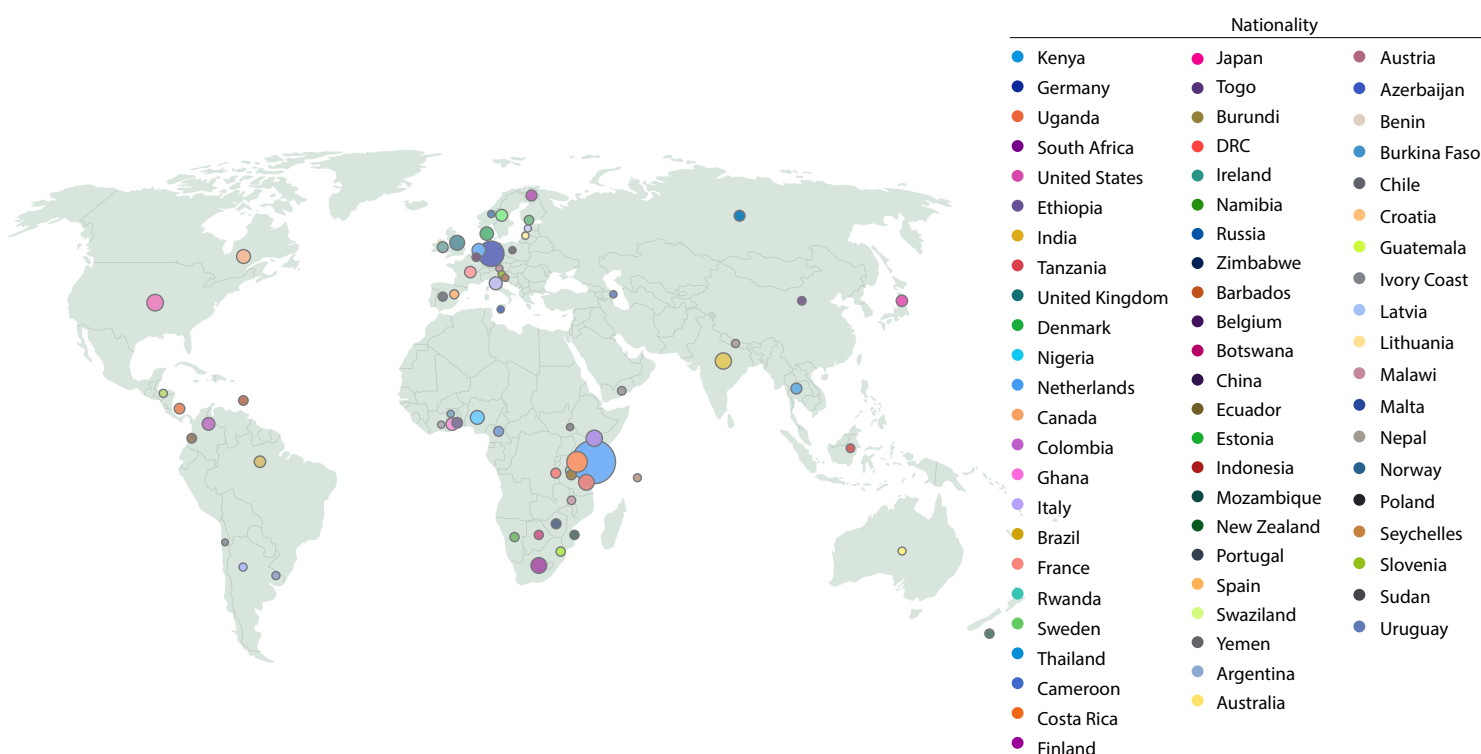 Nationality
Kenya
Germany
Uganda
South Africa
United States
Ethiopia
India
Tanzania
United Kingdom
Denmark
Nigeria
Netherlands
Canada
Colombia
Ghana
Italy
Brazil
France
Rwanda
Sweden
Thailand
Cameroon
Costa Rica
Finland
Japan
Togo
Burundi
DRC
Ireland
Namibia
Russia
Zimbabwe
Barbados
Belgium
Botswana
China
Ecuador
Estonia
Indonesia
Mozambique
New Zealand
Portugal
Spain
Swaziland
Yemen
Argentina
Australia
Austria
Azerbaijan
Benin
Burkina Faso
Chile
Croatia
Guatemala
Ivory Coast
Latvia
Lithuania
Malawi
Malta
Nepal
Norway
Poland
Seychelles
Slovenia
Sudan
Uruguay